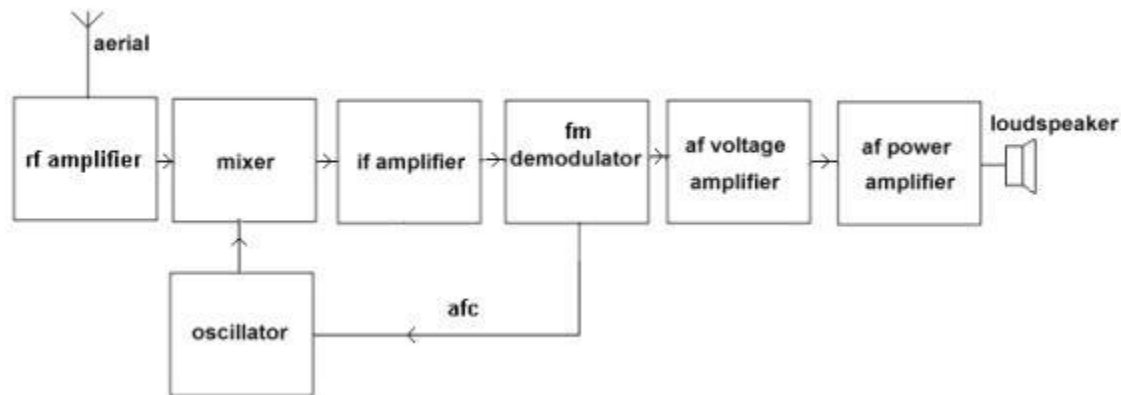 aerial
rf amplifier
mixer
if amplifier
fm
demodulator
af voltage
amplifier
af power
amplifier
loudspeaker
oscillator
afc